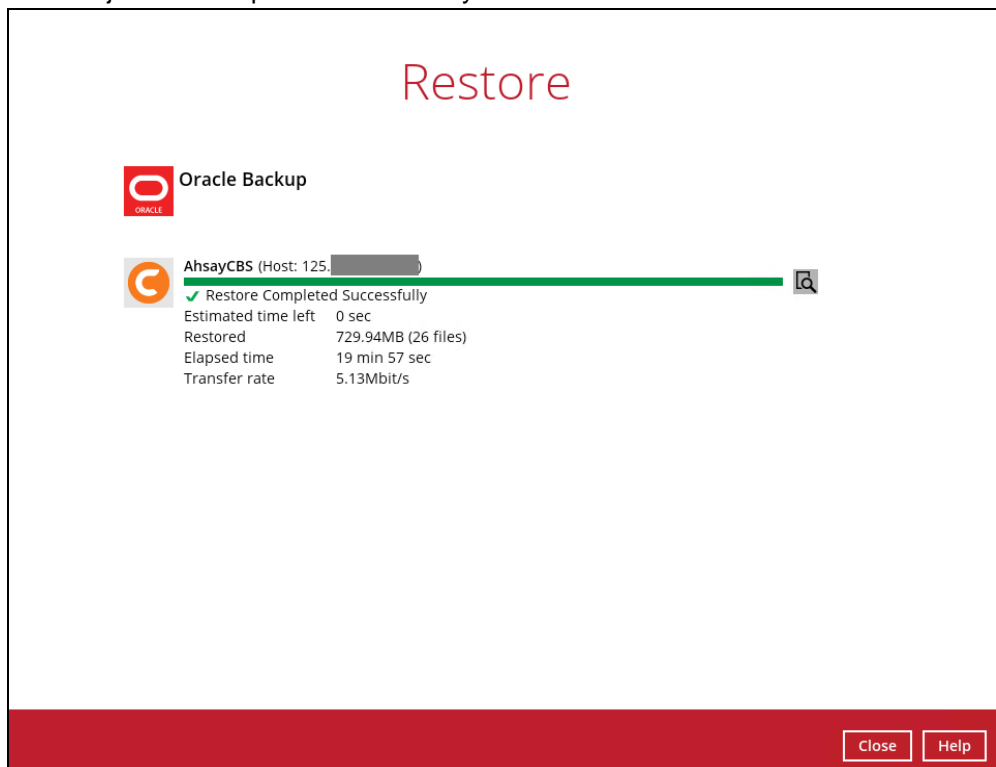 Restore
Oracle Backup
ORACLE
AhsayCBS (Host: 125. )
Restore Completed Successfully
Estimated time left 0 sec
Restored 729.94MB (26 files)
Elapsed time 19 min 57 sec
Transfer rate 5.13Mbit/s
Close Help